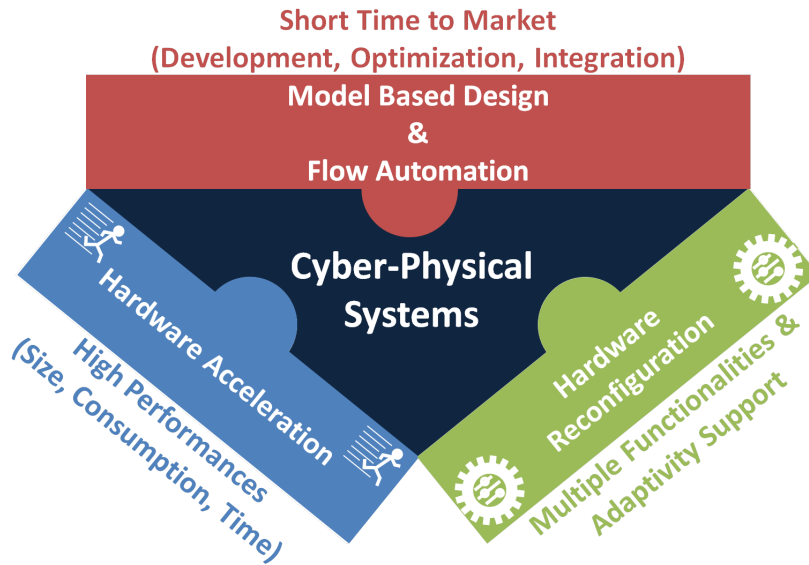 Short Time to Market
(Development, Optimization, Integration)
Model Based Design
&
Flow Automation
Cyber-Physical
Systems
Hardware Acceleration
High Performances
(Size, Consumption, Time)
Hardware
Reconfiguration
Multiple Functionalities &
Adaptivity Support